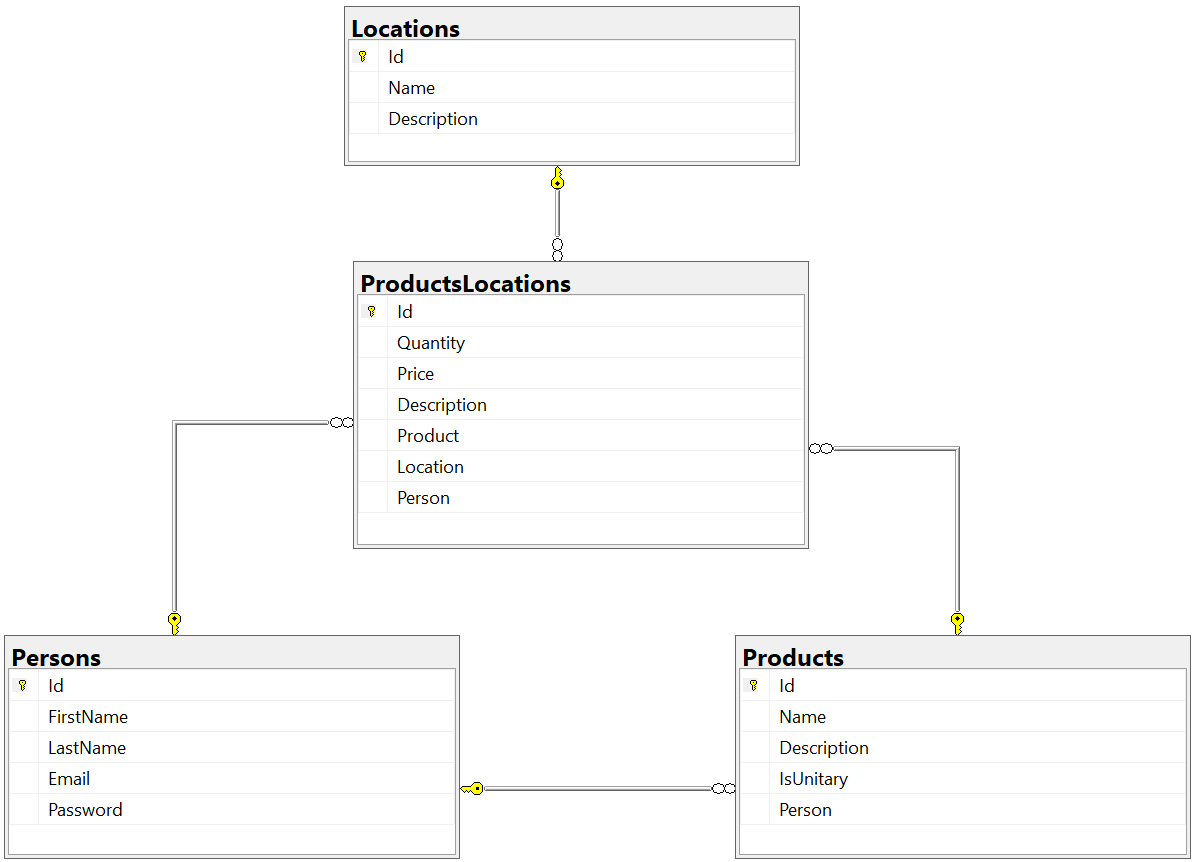 Locations
Id
Name
Description
ProductsLocations
Id
Quantity
Price
Description
Product
Location
Person
Persons
Id
FirstName
LastName
Email
Password
Products
Id
Name
Description
IsUnitary
Person